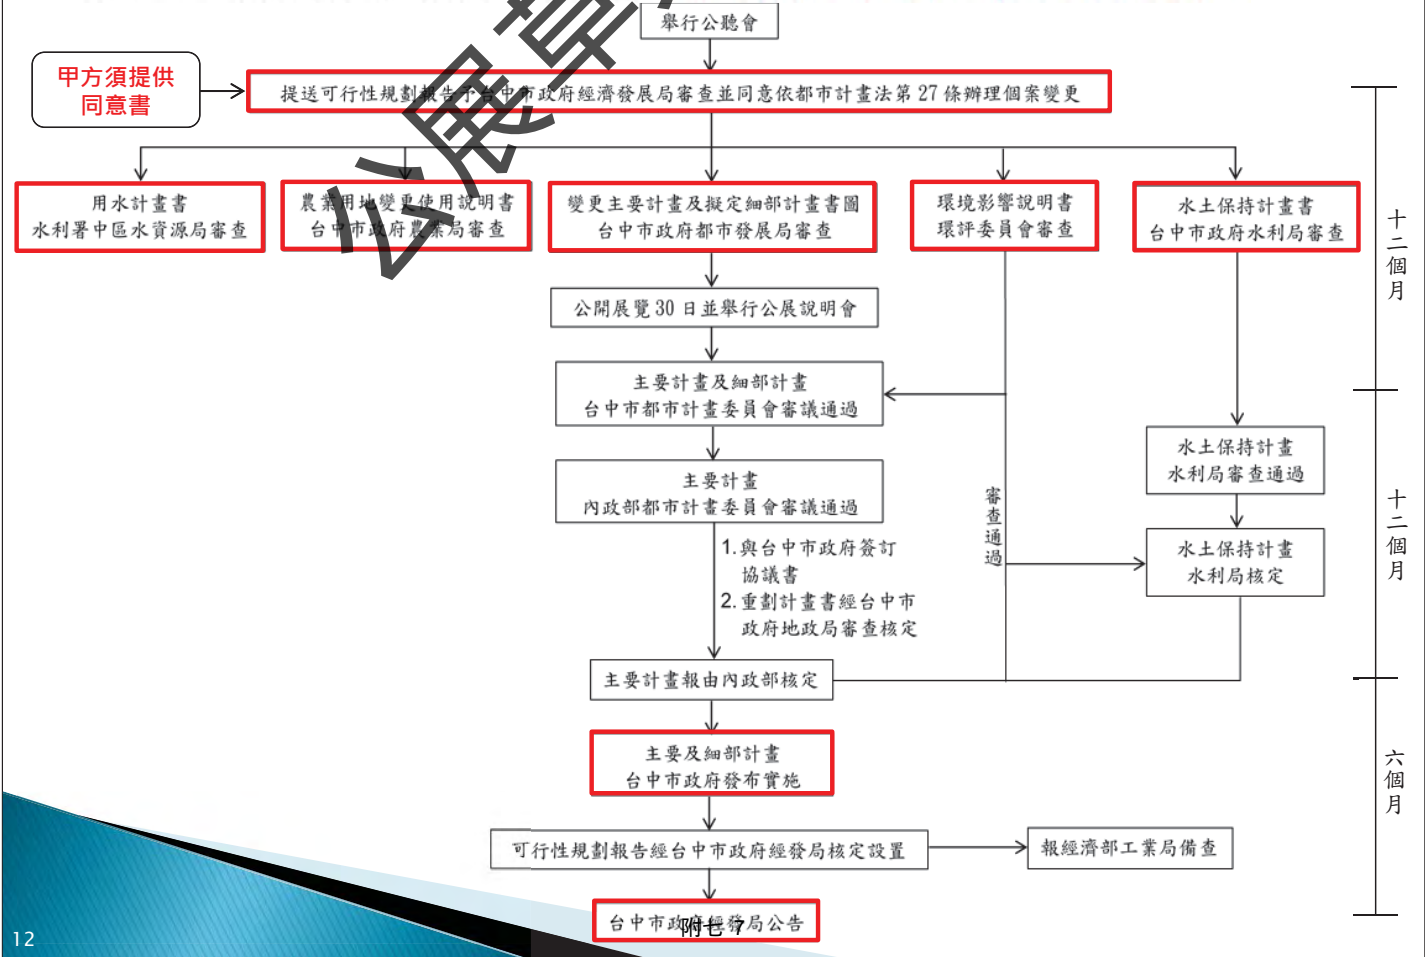 舉行公聽會
甲方須提供
同意書
提送可行性規劃報告予台中市政府經濟發展局審查並同意依都市計畫法第27條辦理個案變更
用水計畫書
水利署中區水資源局審查
農業用地變更使用說明書
台中市政府農業局審查
變更主要計畫及擬定細部計畫書圖
台中市政府都市發展局審查
環境影響說明書
環評委員會審查
水土保持計畫書
台中市政府水利局審查
十二個月
公開展覽30日並舉行公展說明會
主要計畫及細部計畫
台中市都市計畫委員會審議通過
水土保持計畫
水利局審查通過
主要計畫
內政部都市計畫委員會審議通過
審查通過
十二個月
1.與台中市政府簽訂
協議書
2.重劃計畫書經台中市
政府地政局審查核定
水土保持計畫
水利局核定
主要計畫報由內政部核定
主要及細部計畫
台中市政府發布實施
六個月
可行性規劃報告經台中市政府經發局核定設置
報經濟部工業局備查
台中市政府經發局公告
附七-7
12
公展草